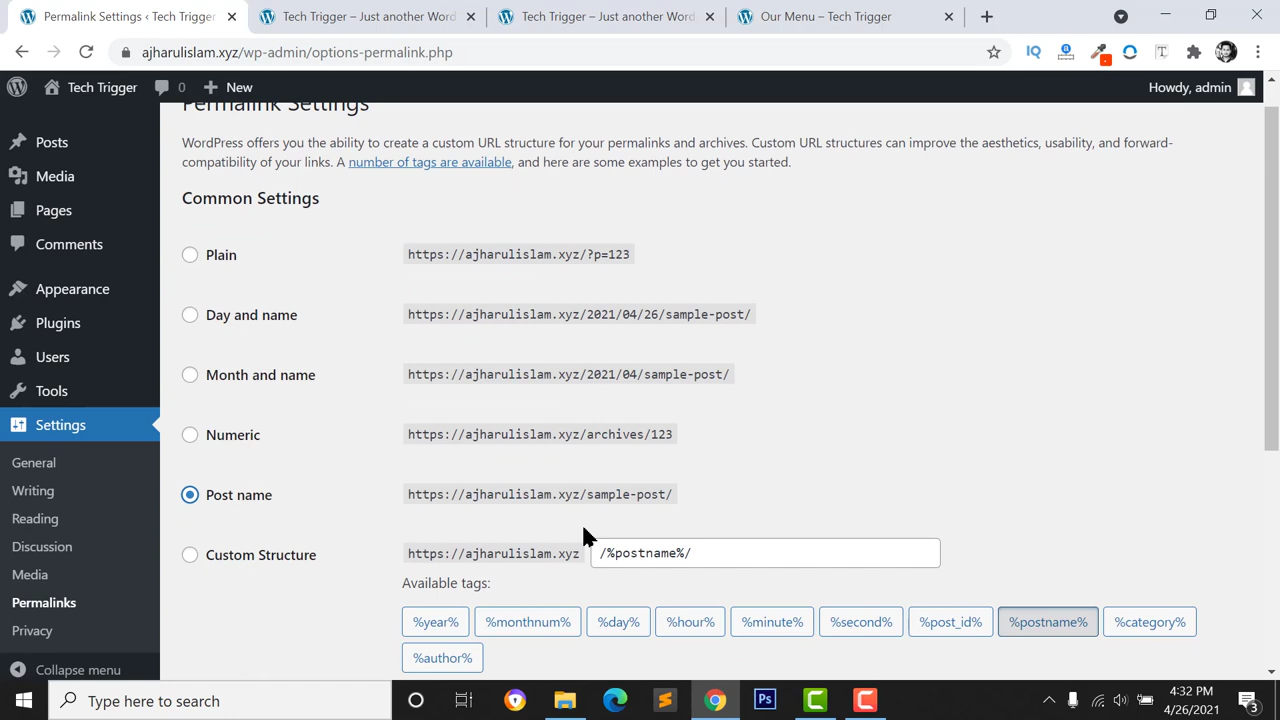 Permalink Settings ‹ Tech Trigger
Tech Trigger – Just another Word
Tech Trigger – Just another Word
Our Menu – Tech Trigger
ajharulislam.xyz/wp-admin/options-permalink.php
Tech Trigger
0
New
Howdy, admin
Posts
Media
Pages
Comments
Appearance
Plugins
Users
Tools
Settings
General
Writing
Reading
Discussion
Media
Permalinks
Privacy
Collapse menu
Permalink Settings
WordPress offers you the ability to create a custom URL structure for your permalinks and archives. Custom URL structures can improve the aesthetics, usability, and forward-
compatibility of your links. A number of tags are available, and here are some examples to get you started.
Common Settings
Plain https://ajharulislam.xyz/?p=123
Day and name https://ajharulislam.xyz/2021/04/26/sample-post/
Month and name https://ajharulislam.xyz/2021/04/sample-post/
Numeric https://ajharulislam.xyz/archives/123
Post name https://ajharulislam.xyz/sample-post/
Custom Structure https://ajharulislam.xyz /%postname%/
Available tags:
%year% %monthnum% %day% %hour% %minute% %second% %post_id% %postname% %category%
%author%
Type here to search
4:32 PM
4/26/2021
3